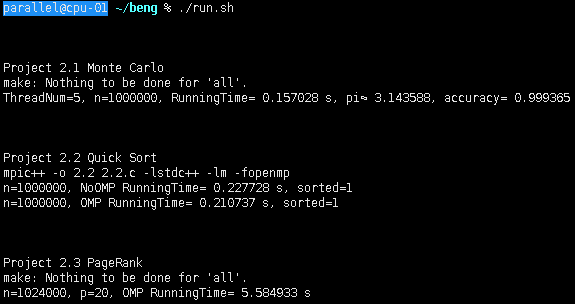 parallel@cpu-01 ~/beng % ./run.sh
Project 2.1 Monte Carlo
make: Nothing to be done for 'all'.
ThreadNum=5, n=1000000, RunningTime= 0.157028 s, pi≈ 3.143588, accuracy= 0.999365
Project 2.2 Quick Sort
mpic++ -o 2.2 2.2.c -lstdc++ -lm -fopenmp
n=1000000, NoOMP RunningTime= 0.227728 s, sorted=1
n=1000000, OMP RunningTime= 0.210737 s, sorted=1
Project 2.3 PageRank
make: Nothing to be done for 'all'.
n=1024000, p=20, OMP RunningTime= 5.584933 s